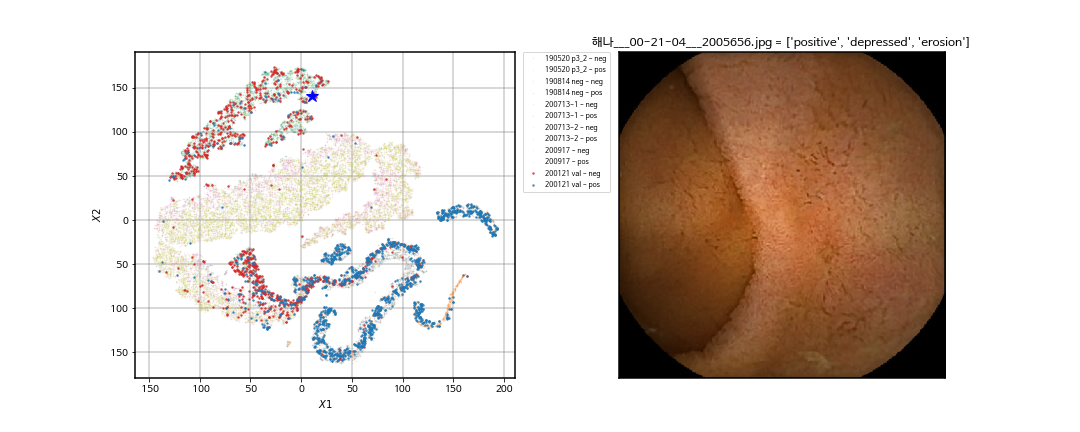 해나___00-21-04___2005656.jpg = ['positive', 'depressed', 'erosion']
190520 p3_2 − neg
190520 p3_2 − pos
190814 neg − neg
190814 neg − pos
200713−1 − neg
200713−1 − pos
200713−2 − neg
200713−2 − pos
200917 − neg
200917 − pos
200121 val − neg
200121 val − pos
X2
150
100
50
0
50
100
150
150
100
50
0
50
100
150
200
X1